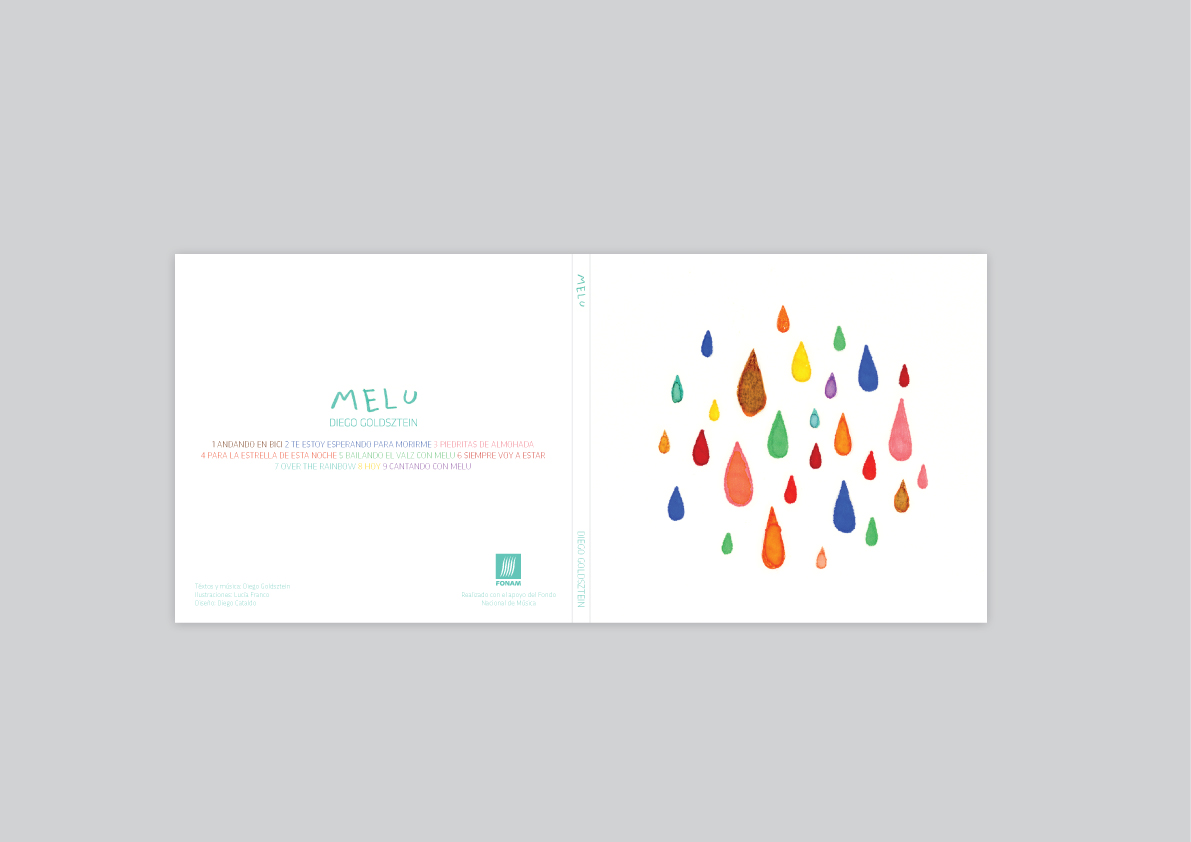 MELU
DIEGO GOLDSZTEIN
1 ANDANDO EN BICI 2 TE ESTOY ESPERANDO PARA MORIRME 3 PIEDRITAS DE ALMOHADA
4 PARA LA ESTRELLA DE ESTA NOCHE 5 BAILANDO EL VALZ CON MELU 6 SIEMPRE VOY A ESTAR
7 OVER THE RAINBOW 8 HOY 9 CANTANDO CON MELU
Textos y música: Diego Goldsztein
Ilustraciones: Lucía Franco
Diseño: Diego Cataldo
FONAM
Realizado con el apoyo del Fondo
Nacional de Música
MELU
DIEGO GOLDSZTEIN